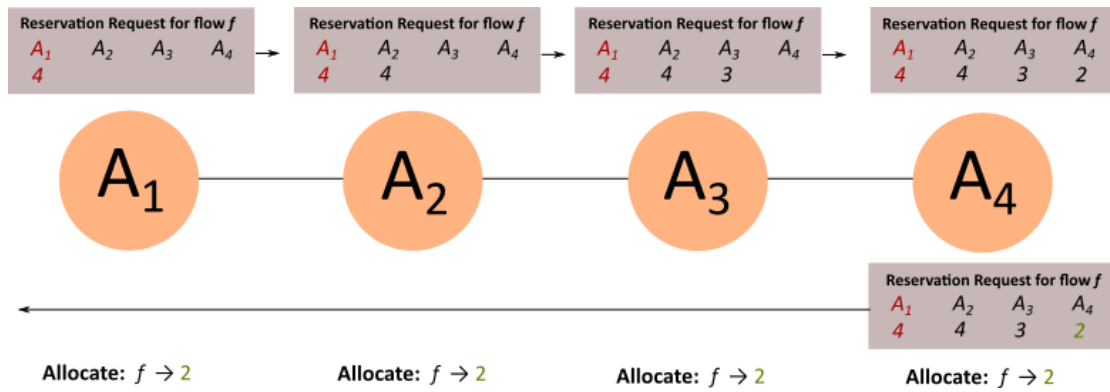 Reservation Request for flow f
A1 A2 A3 A4
4
Reservation Request for flow f
A1 A2 A3 A4
4 4
Reservation Request for flow f
A1 A2 A3 A4
4 4 3
Reservation Request for flow f
A1 A2 A3 A4
4 4 3 2
A1 A2 A3 A4
Reservation Request for flow f
A1 A2 A3 A4
4 4 3 2
Allocate: f → 2 Allocate: f → 2 Allocate: f → 2 Allocate: f → 2